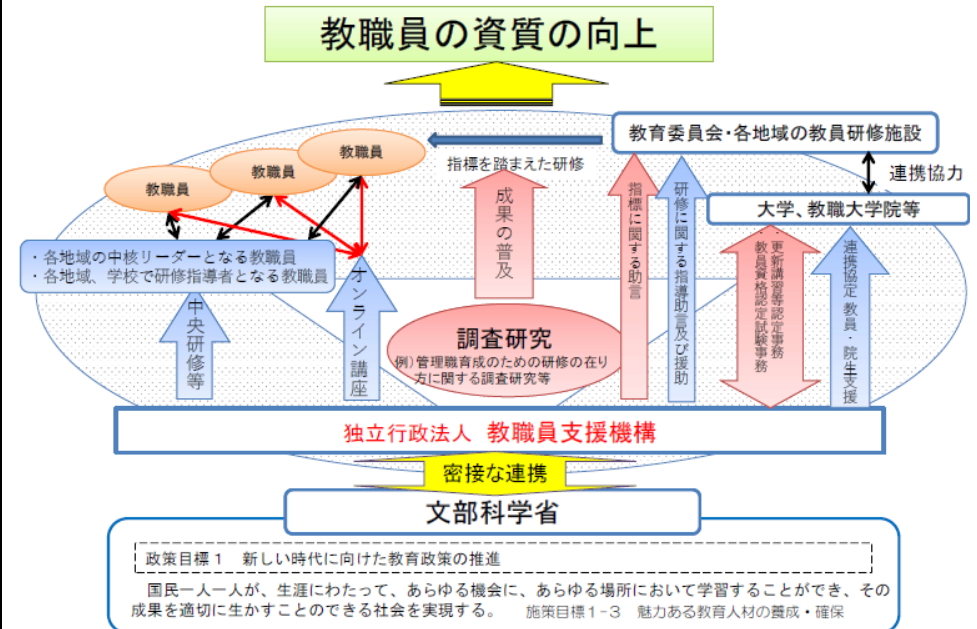 教職員の資質の向上
教育委員会・各地域の教員研修施設
教職員
教職員
教職員
指標を踏まえた研修
連携協力
大学、教職大学院等
・各地域の中核リーダーとなる教職員
・各地域、学校で研修指導者となる教職員
中央研修等
オンライン講座
成果の普及
調査研究
例)管理職育成のための研修の在り
方に関する調査研究等
指標に関する助言
研修に関する指導助言及び援助
更新講習等認定事務
教員資格認定試験事務
連携協定 教員・院生支援
独立行政法人 教職員支援機構
密接な連携
文部科学省
政策目標1 新しい時代に向けた教育政策の推進
国民一人一人が、生涯にわたって、あらゆる機会に、あらゆる場所において学習することができ、その
成果を適切に生かすことのできる社会を実現する。 施策目標1-3 魅力ある教育人材の養成・確保